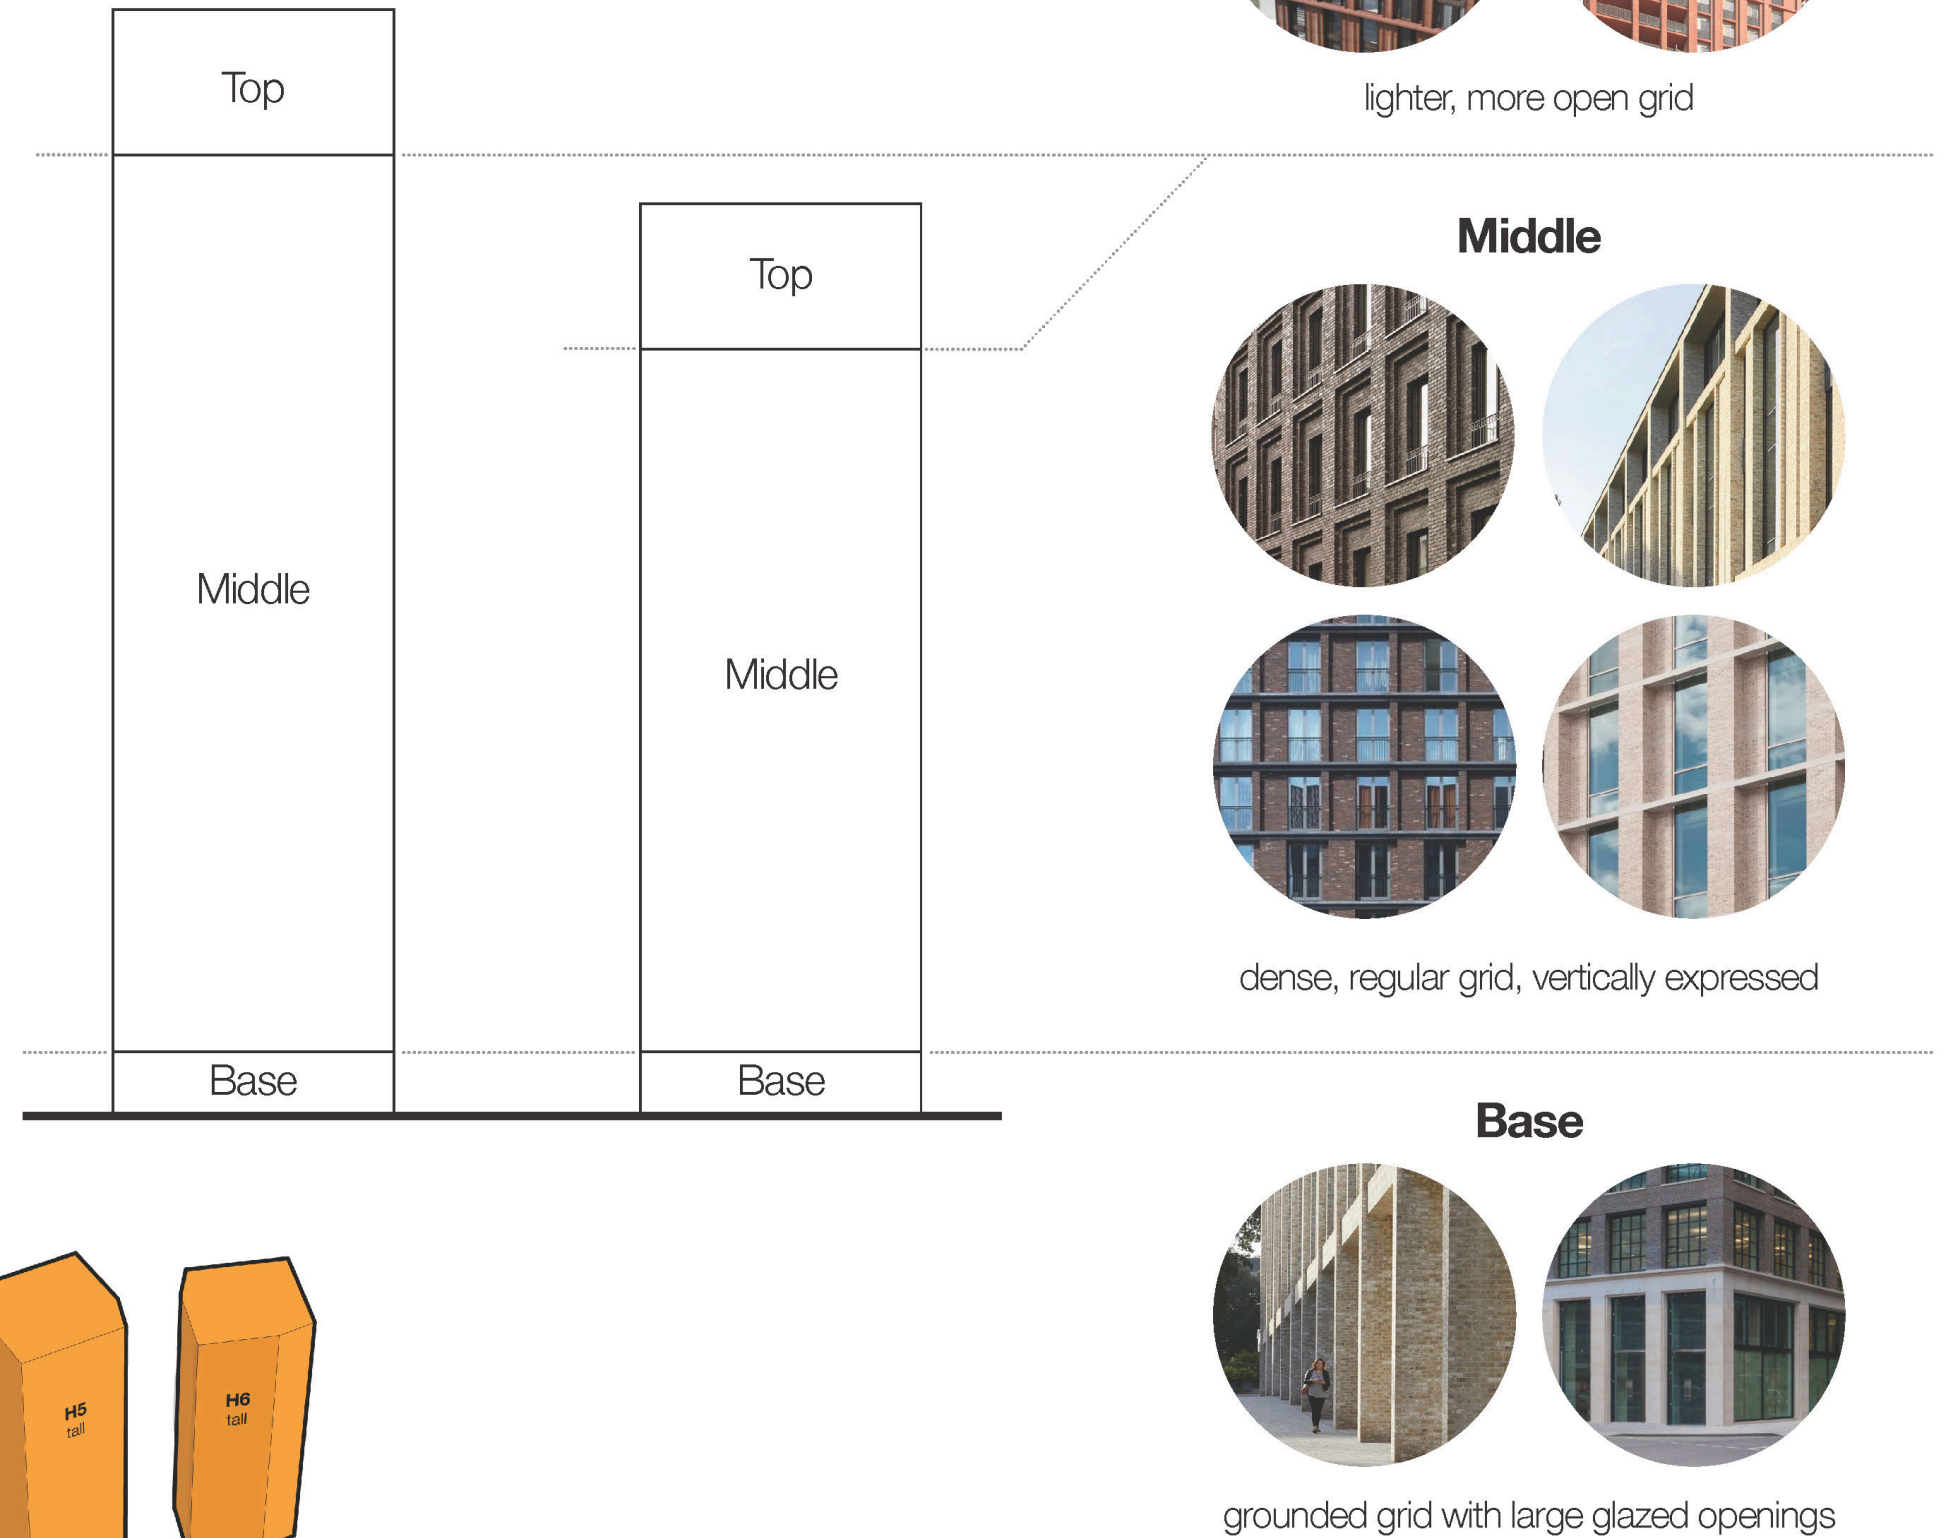 Top
lighter, more open grid
Middle
Top
Middle
Middle
dense, regular grid, vertically expressed
Base
Base
Base
H5
tall
H6
tall
grounded grid with large glazed openings